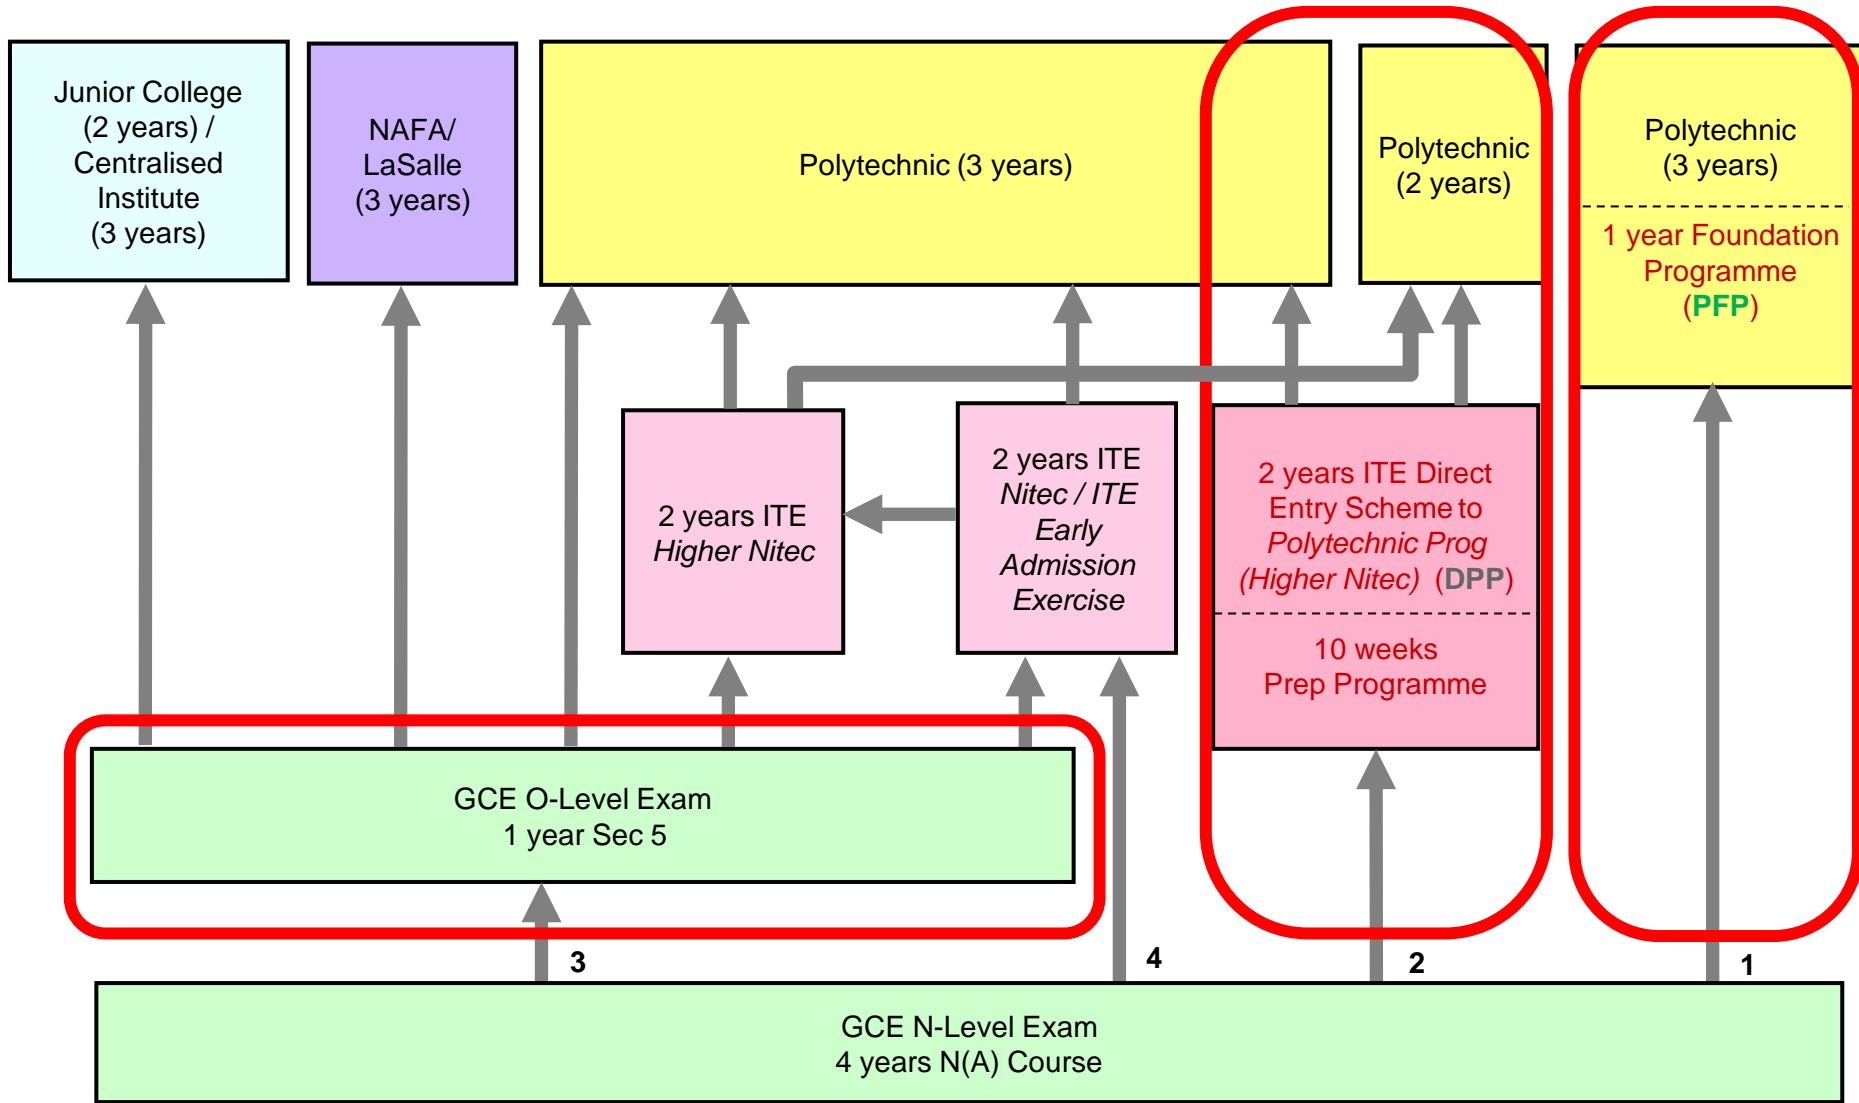 Junior College
(2 years) /
Centralised
Institute
(3 years)
NAFA/
LaSalle
(3 years)
Polytechnic (3 years)
Polytechnic
(2 years)
Polytechnic
(3 years)
1 year Foundation
Programme
(PFP)
2 years ITE
Higher Nitec
2 years ITE
Nitec / ITE
Early
Admission
Exercise
2 years ITE Direct
Entry Scheme to
Polytechnic Prog
(Higher Nitec) (DPP)
10 weeks
Prep Programme
GCE O-Level Exam
1 year Sec 5
3
4
2
1
GCE N-Level Exam
4 years N(A) Course